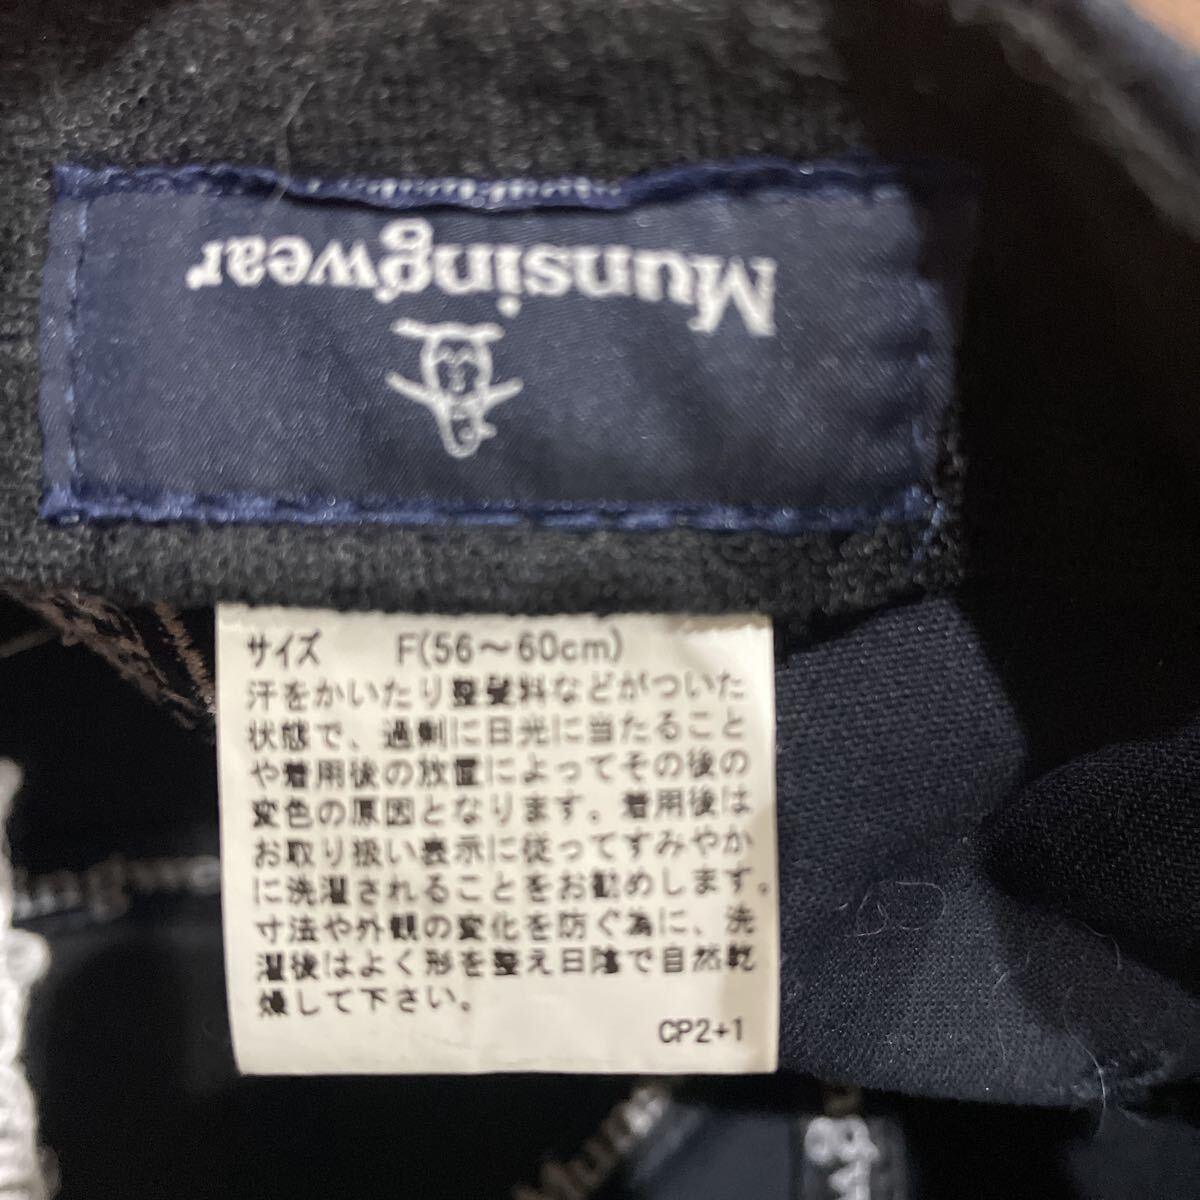 Munsingwear
サイズ F(56~60cm)
汗をかいたり整髪料などがついた
状態で、過剰に日光に当たること
や着用後の放置によってその後の
変色の原因となります。着用後は
お取り扱い表示に従ってすみやか
に洗濯されることをお勧めします。
寸法や外観の変化を防ぐ為に、洗
濯後はよく形を整え日陰で自然乾
燥して下さい。
CP2+1
ingwe
Mun